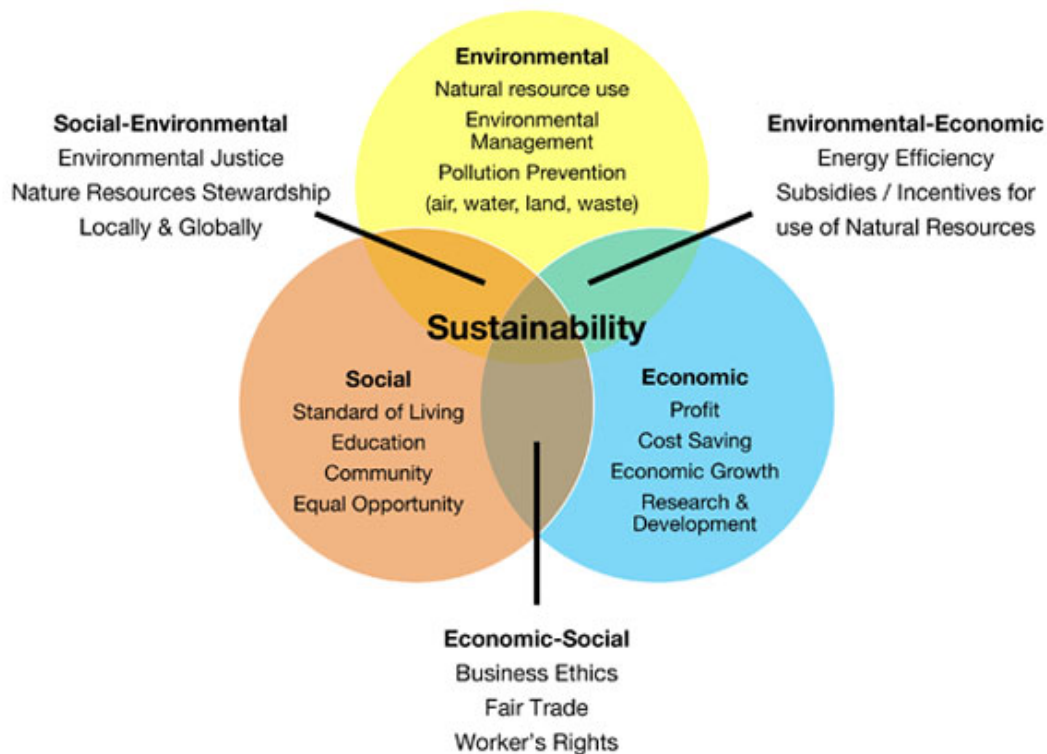 Environmental
Natural resource use
Environmental
Management
Pollution Prevention
(air, water, land, waste)
Social-Environmental
Environmental Justice
Nature Resources Stewardship
Locally & Globally
Environmental-Economic
Energy Efficiency
Subsidies / Incentives for
use of Natural Resources
Sustainability
Social
Standard of Living
Education
Community
Equal Opportunity
Economic
Profit
Cost Saving
Economic Growth
Research &
Development
Economic-Social
Business Ethics
Fair Trade
Worker's Rights